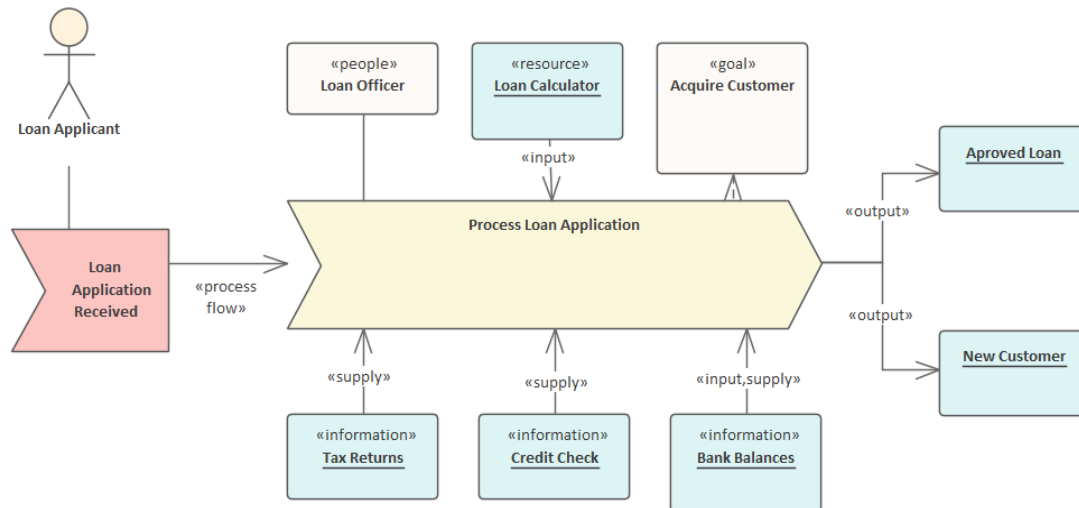 Loan Applicant
«people»
Loan Officer
«resource»
Loan Calculator
«goal»
Acquire Customer
Aproved Loan
«input»
«output»
Process Loan Application
Loan
Application
Received
«process
flow»
«output»
New Customer
«supply»
«supply»
«input,supply»
«information»
Tax Returns
«information»
Credit Check
«information»
Bank Balances